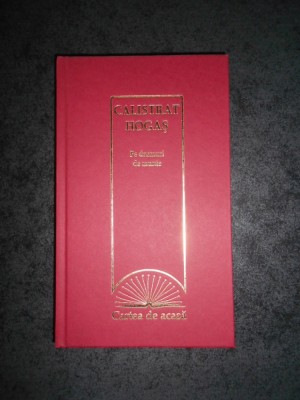 CALISTRAT
HOGAȘ
Pe drumuri
de munte
Cartea de acasă